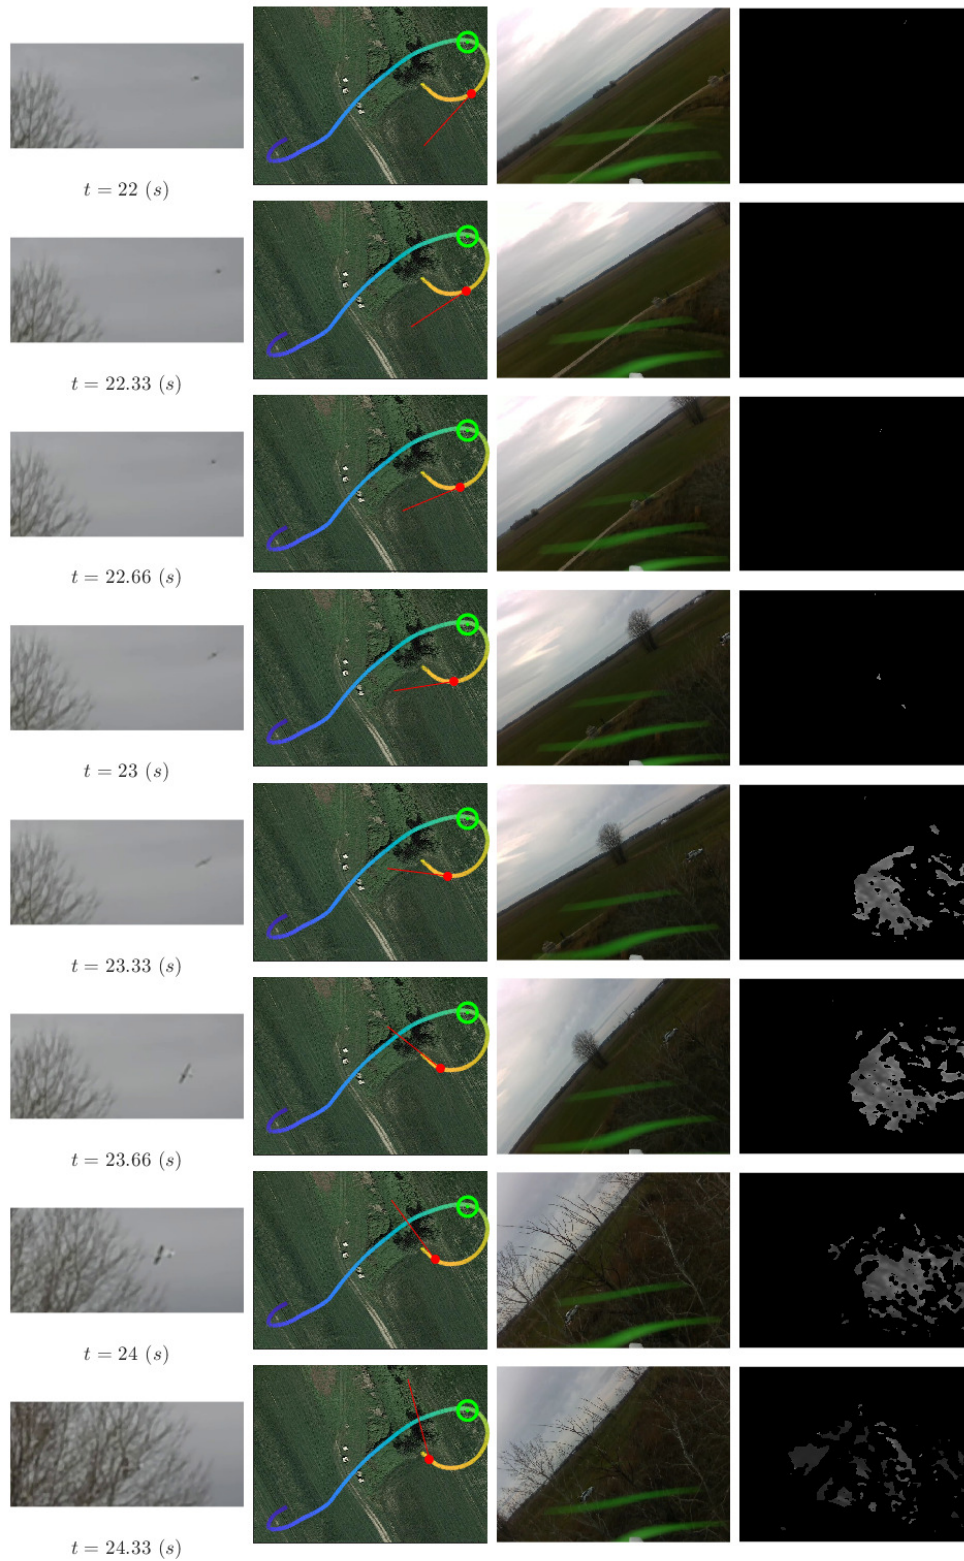 t = 22 (s)
t = 22.33 (s)
t = 22.66 (s)
t = 23 (s)
t = 23.33 (s)
t = 23.66 (s)
t = 24 (s)
t = 24.33 (s)